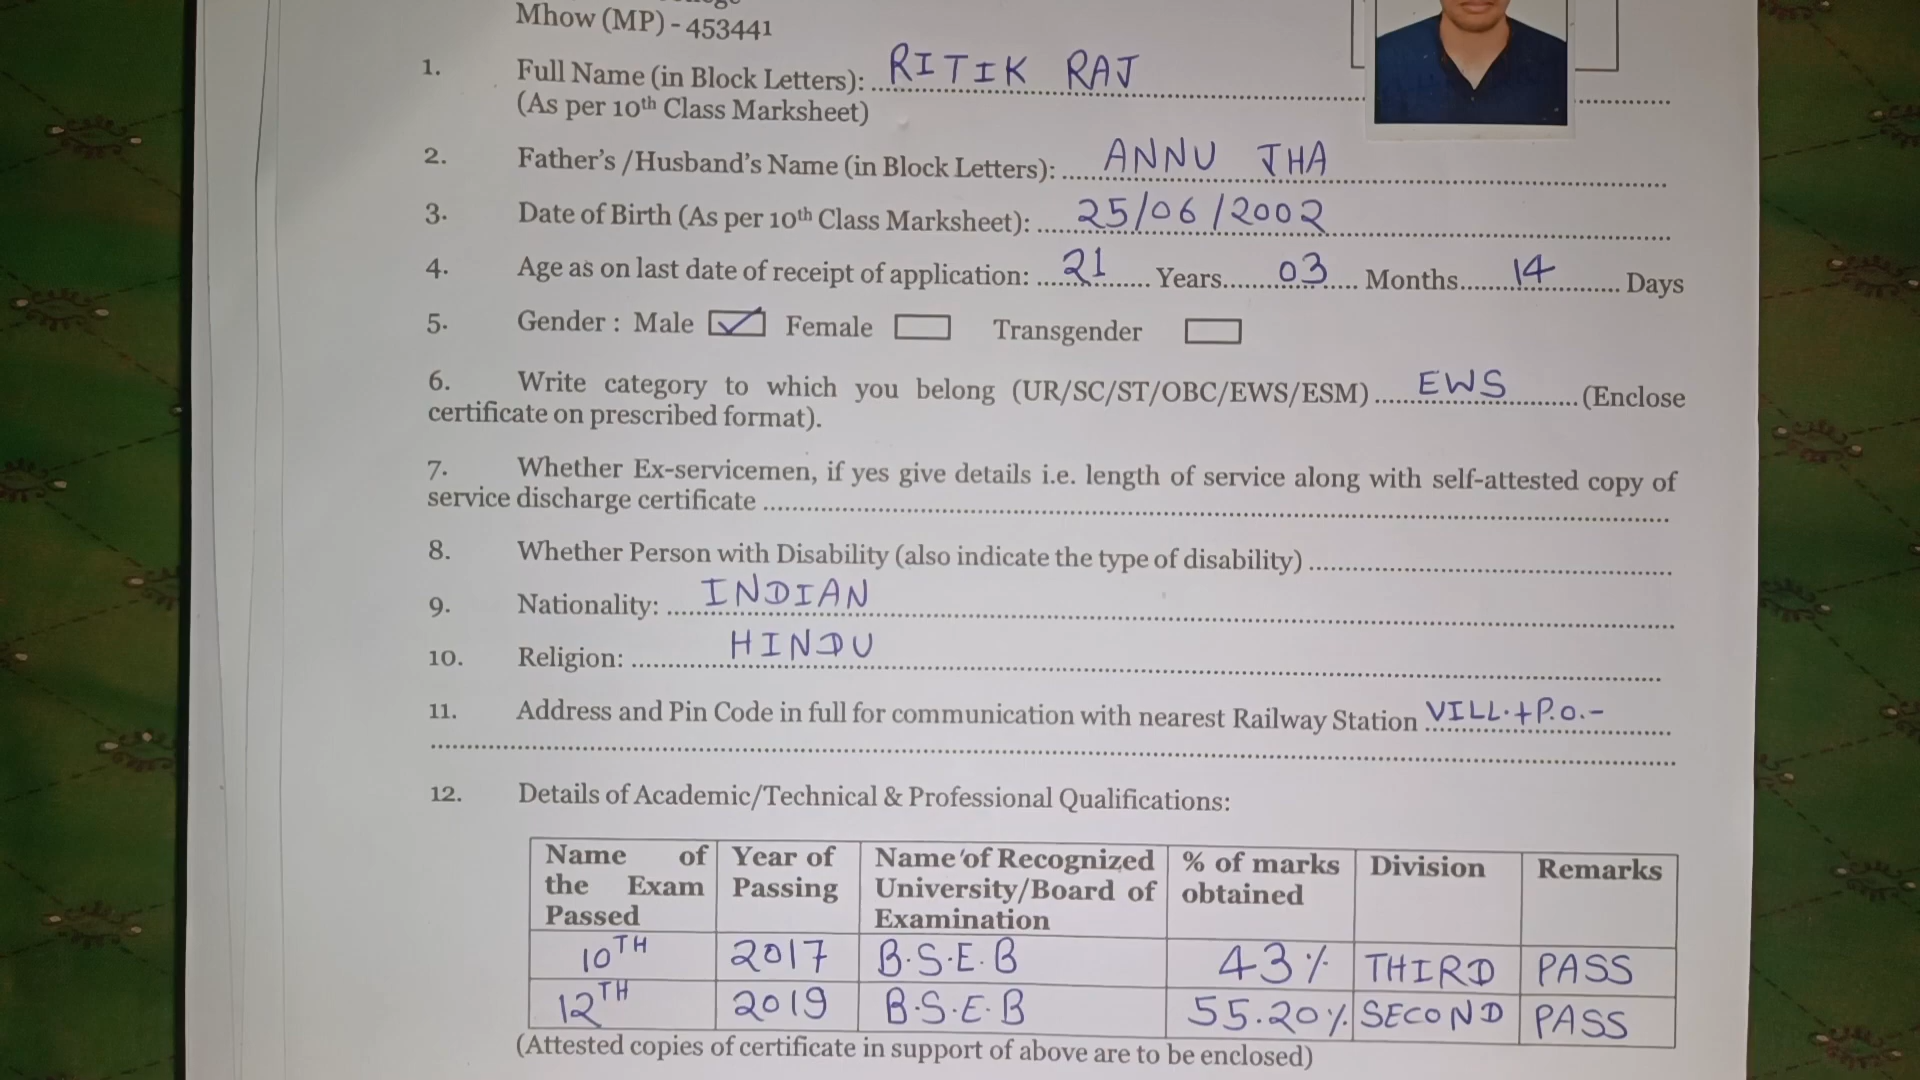 Mhow (MP) - 453441
1. Full Name (in Block Letters): RITIK RAJ
(As per 10th Class Marksheet)
2. Father's /Husband's Name (in Block Letters): ANNU JHA
3. Date of Birth (As per 10th Class Marksheet): 25/06/2002
4. Age as on last date of receipt of application: 21 Years 03 Months 14 Days
5. Gender : Male ✓ Female Transgender
6. Write category to which you belong (UR/SC/ST/OBC/EWS/ESM) EWS (Enclose
certificate on prescribed format).
7. Whether Ex-servicemen, if yes give details i.e. length of service along with self-attested copy of
service discharge certificate
8. Whether Person with Disability (also indicate the type of disability)
9. Nationality: INDIAN
10. Religion: HINDU
11. Address and Pin Code in full for communication with nearest Railway Station VILL.+P.O.-
12. Details of Academic/Technical & Professional Qualifications:
Name of Year of Name of Recognized % of marks Division Remarks
the Exam Passing University/Board of obtained
Passed Examination
10TH 2017 B.S.E.B 43% THIRD PASS
12TH 2019 B.S.E.B 55.20% SECOND PASS
(Attested copies of certificate in support of above are to be enclosed)